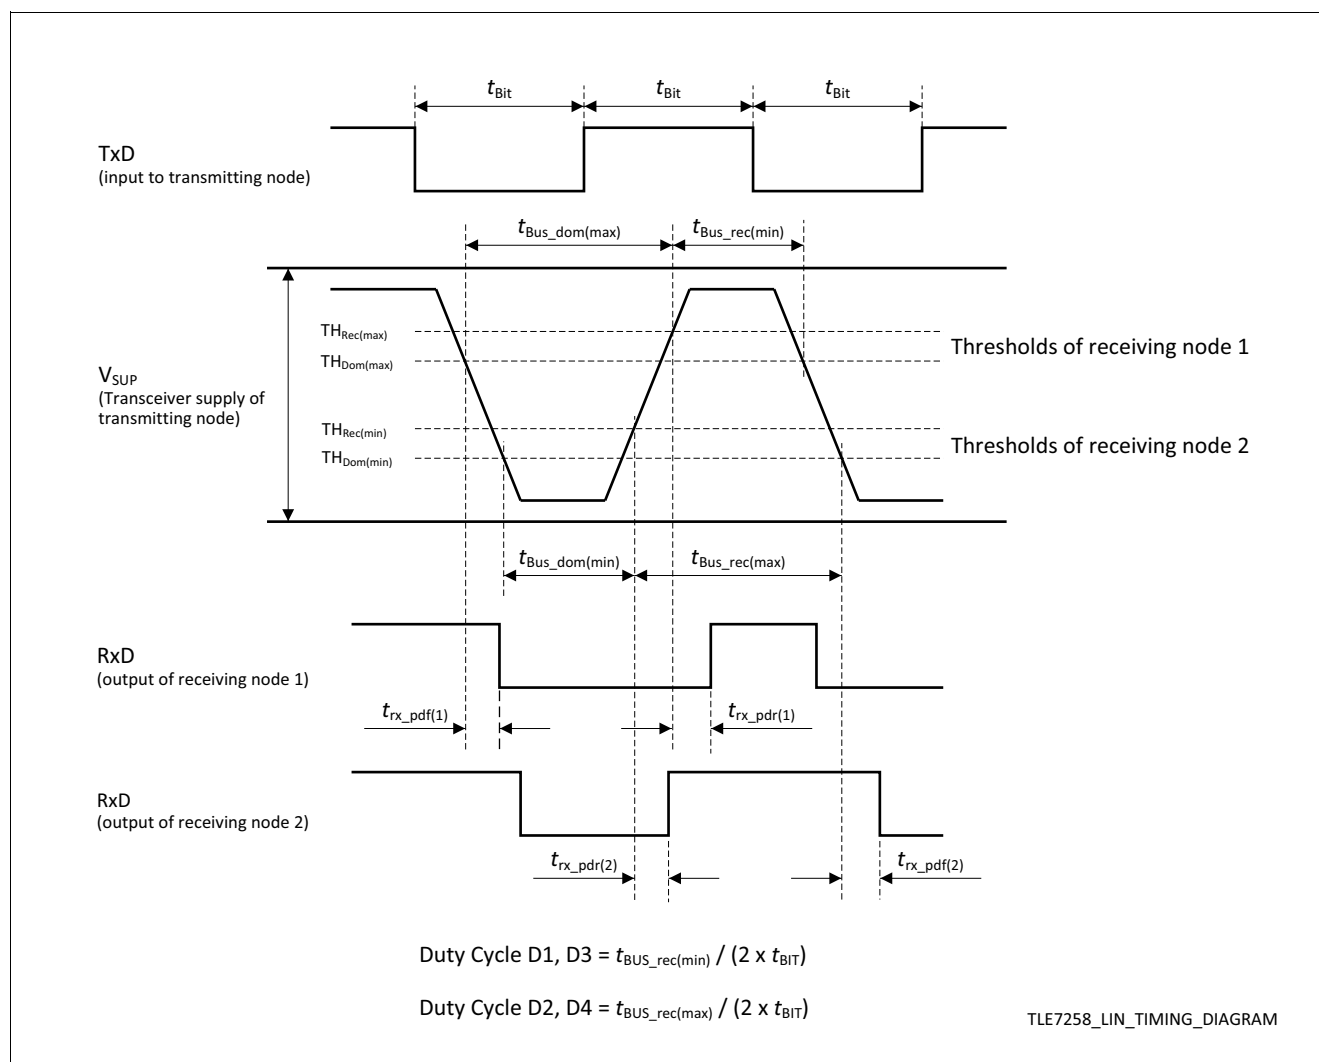 tBit tBit tBit
TxD
(input to transmitting node)
tBus_dom(max) tBus_rec(min)
THRec(max)
Thresholds of receiving node 1
THDom(max)
VSUP
(Transceiver supply of
transmitting node)
THRec(min)
Thresholds of receiving node 2
THDom(min)
tBus_dom(min) tBus_rec(max)
RxD
(output of receiving node 1)
trx_pdf(1) trx_pdr(1)
RxD
(output of receiving node 2)
trx_pdr(2) trx_pdf(2)
Duty Cycle D1, D3 = tBUS_rec(min) / (2 x tBIT)
Duty Cycle D2, D4 = tBUS_rec(max) / (2 x tBIT)
TLE7258_LIN_TIMING_DIAGRAM